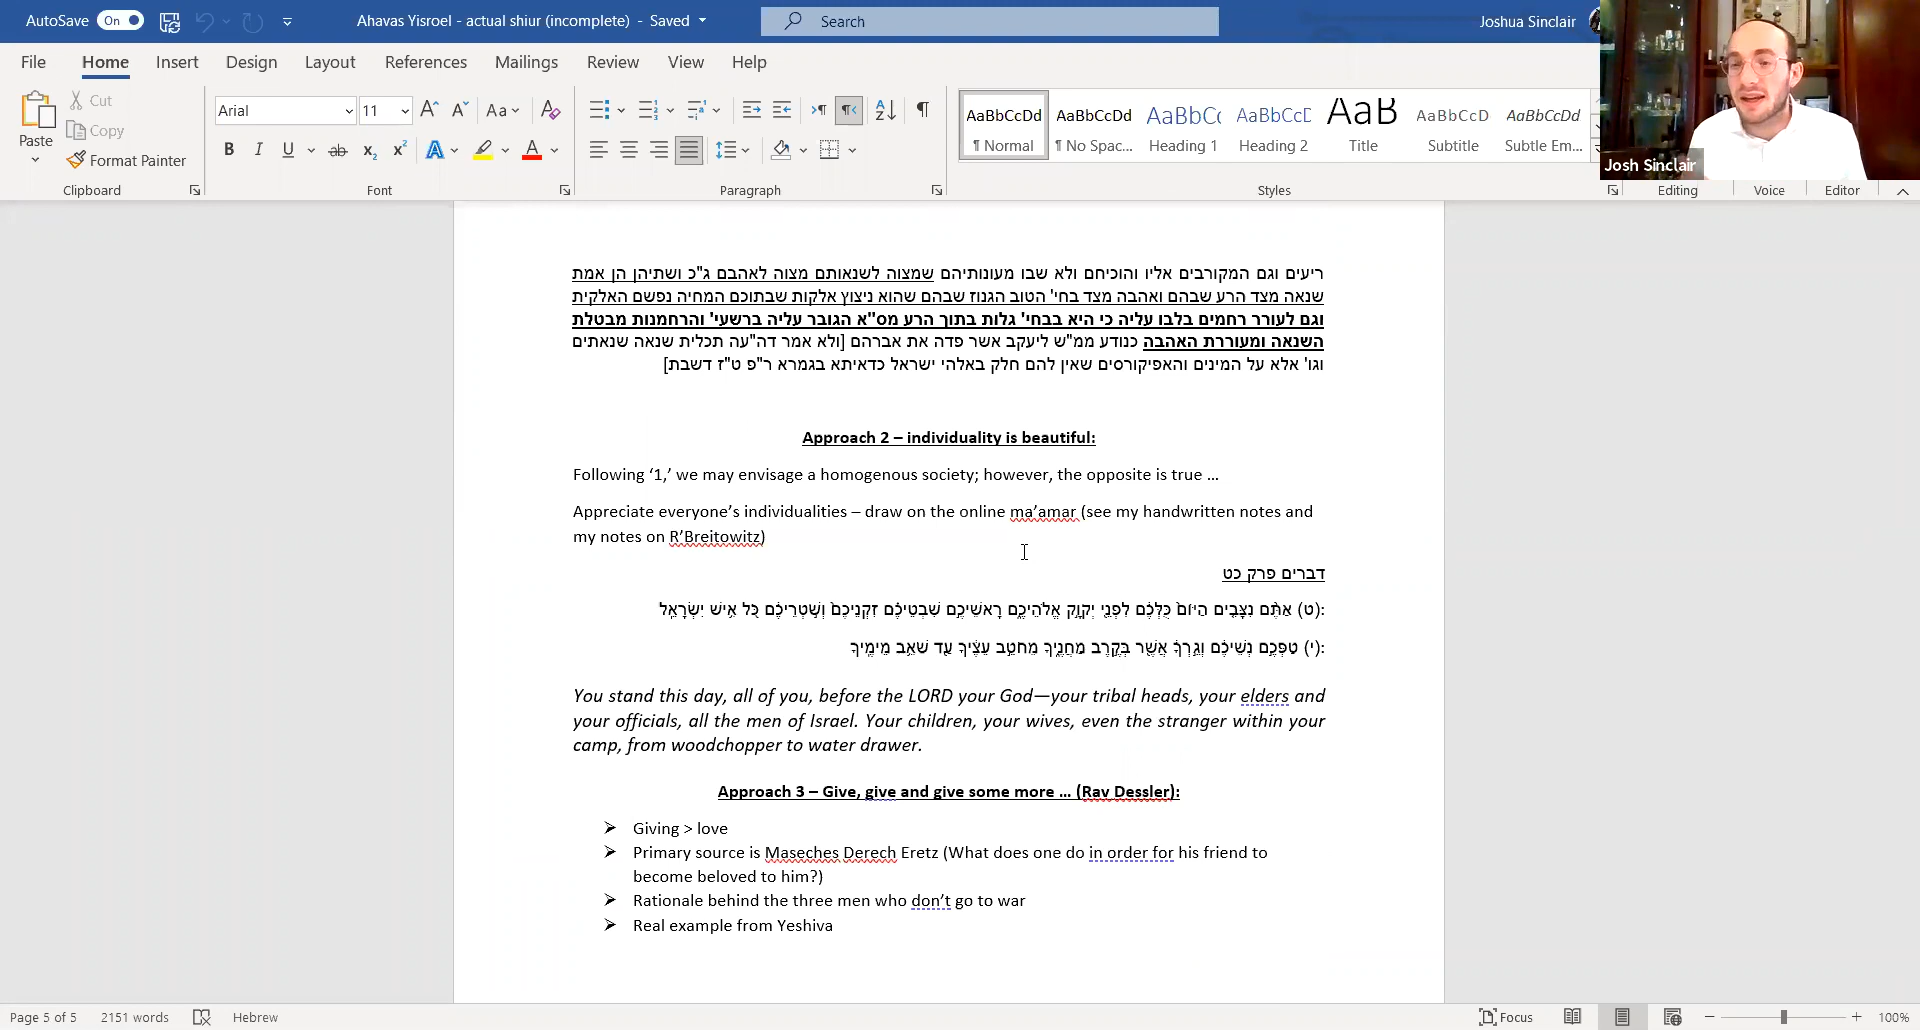 AutoSave On Ahavas Yisroel - actual shiur (incomplete) - Saved Search Joshua Sinclair
File Home Insert Design Layout References Mailings Review View Help
Paste Cut Copy Format Painter
Clipboard
Arial 11
Font
Paragraph
AaBbCcDd ¶ Normal
AaBbCcDd ¶ No Spac...
AaBbCc Heading 1
AaBbCcD Heading 2
AaB Title
AaBbCcD Subtitle
AaBbCcDd Subtle Em...
Styles Editing Voice Editor
Josh Sinclair
ריעים וגם המקורבים אליו והוכיחם ולא שבו מעונותיהם שמצוה לשנאותם מצוה לאהבם ג"כ ושתיהן הן אמת
שנאה מצד הרע שבהם ואהבה מצד בחי' הטוב הגנוז שבהם שהוא ניצוץ אלקות שבתוכם המחיה נפשם האלקית
וגם לעורר רחמים בלבו עליה כי היא בבחי' גלות בתוך הרע מס"א הגובר עליה ברשעי' והרחמנות מבטלת
השנאה ומעוררת האהבה כנודע ממ"ש ליעקב אשר פדה את אברהם [ולא אמר דה"עה תכלית שנאה שנאתים
וגו' אלא על המינים והאפיקורסים שאין להם חלק באלהי ישראל כדאיתא בגמרא ר"פ ט"ז דשבת]
Approach 2 – individuality is beautiful:
Following ‘1,’ we may envisage a homogenous society; however, the opposite is true …
Appreciate everyone’s individualities – draw on the online ma’amar (see my handwritten notes and
my notes on R’Breitowitz)
דברים פרק כט
(ט) אַתֶּ֨ם נִצָּבִ֤ים הַיּוֹם֙ כֻּלְּכֶ֔ם לִפְנֵ֖י יְקֹוָ֣ק אֱלֹהֵיכֶ֑ם רָאשֵׁיכֶ֣ם שִׁבְטֵיכֶ֗ם זִקְנֵיכֶם֙ וְשֹׁ֣טְרֵיכֶ֔ם כֹּ֖ל אִ֥ישׁ יִשְׂרָאֵֽל:
(י) טַפְּכֶ֣ם נְשֵׁיכֶ֔ם וְגֵ֣רְךָ֔ אֲשֶׁ֖ר בְּקֶ֣רֶב מַחֲנֶ֑יךָ מֵחֹטֵ֣ב עֵצֶ֔יךָ עַ֖ד שֹׁאֵ֥ב מֵימֶֽיךָ:
You stand this day, all of you, before the LORD your God—your tribal heads, your elders and
your officials, all the men of Israel. Your children, your wives, even the stranger within your
camp, from woodchopper to water drawer.
Approach 3 – Give, give and give some more … (Rav Dessler):
➢ Giving > love
➢ Primary source is Maseches Derech Eretz (What does one do in order for his friend to
become beloved to him?)
➢ Rationale behind the three men who don’t go to war
➢ Real example from Yeshiva
Page 5 of 5 2151 words Hebrew Focus 100%